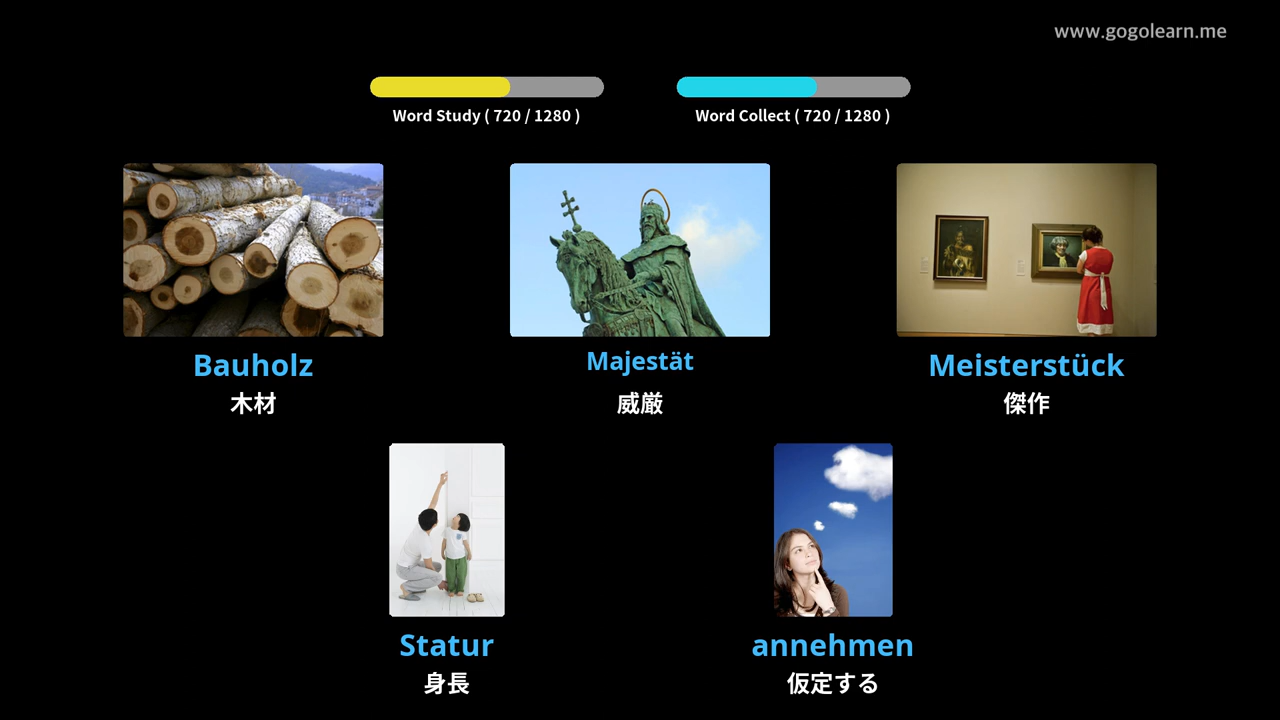 www.gogolearn.me
Word Study ( 720 / 1280 )
Word Collect ( 720 / 1280 )
Bauholz
木材
Majestät
威厳
Meisterstück
傑作
Statur
身長
annehmen
仮定する